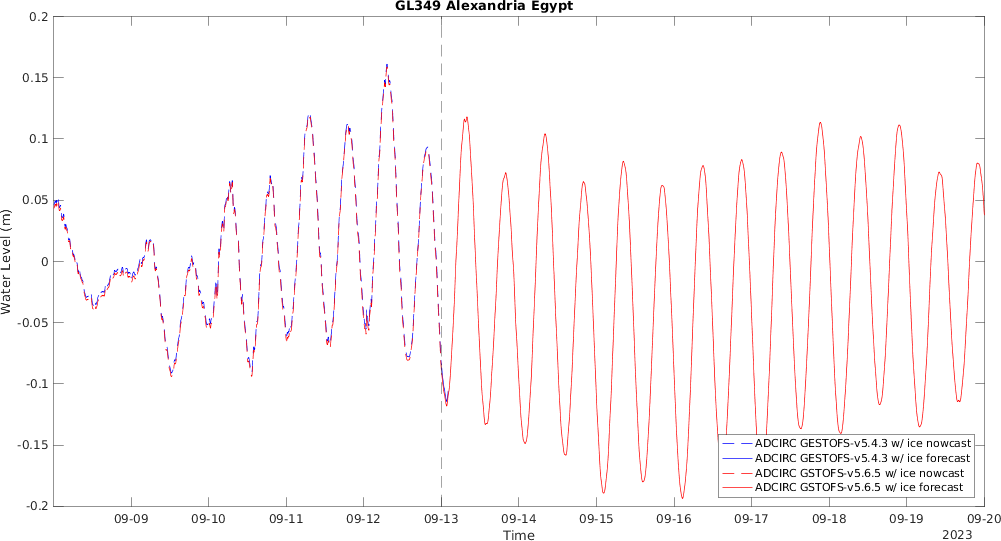 GL349 Alexandria Egypt
0.2
0.15
0.1
0.05
0
-0.05
-0.1
-0.15
-0.2
Water Level (m)
ADCIRC GESTOFS-v5.4.3 w/ ice nowcast
ADCIRC GESTOFS-v5.4.3 w/ ice forecast
ADCIRC GSTOFS-v5.6.5 w/ ice nowcast
ADCIRC GSTOFS-v5.6.5 w/ ice forecast
09-09 09-10 09-11 09-12 09-13 09-14 09-15 09-16 09-17 09-18 09-19 09-20
Time
2023